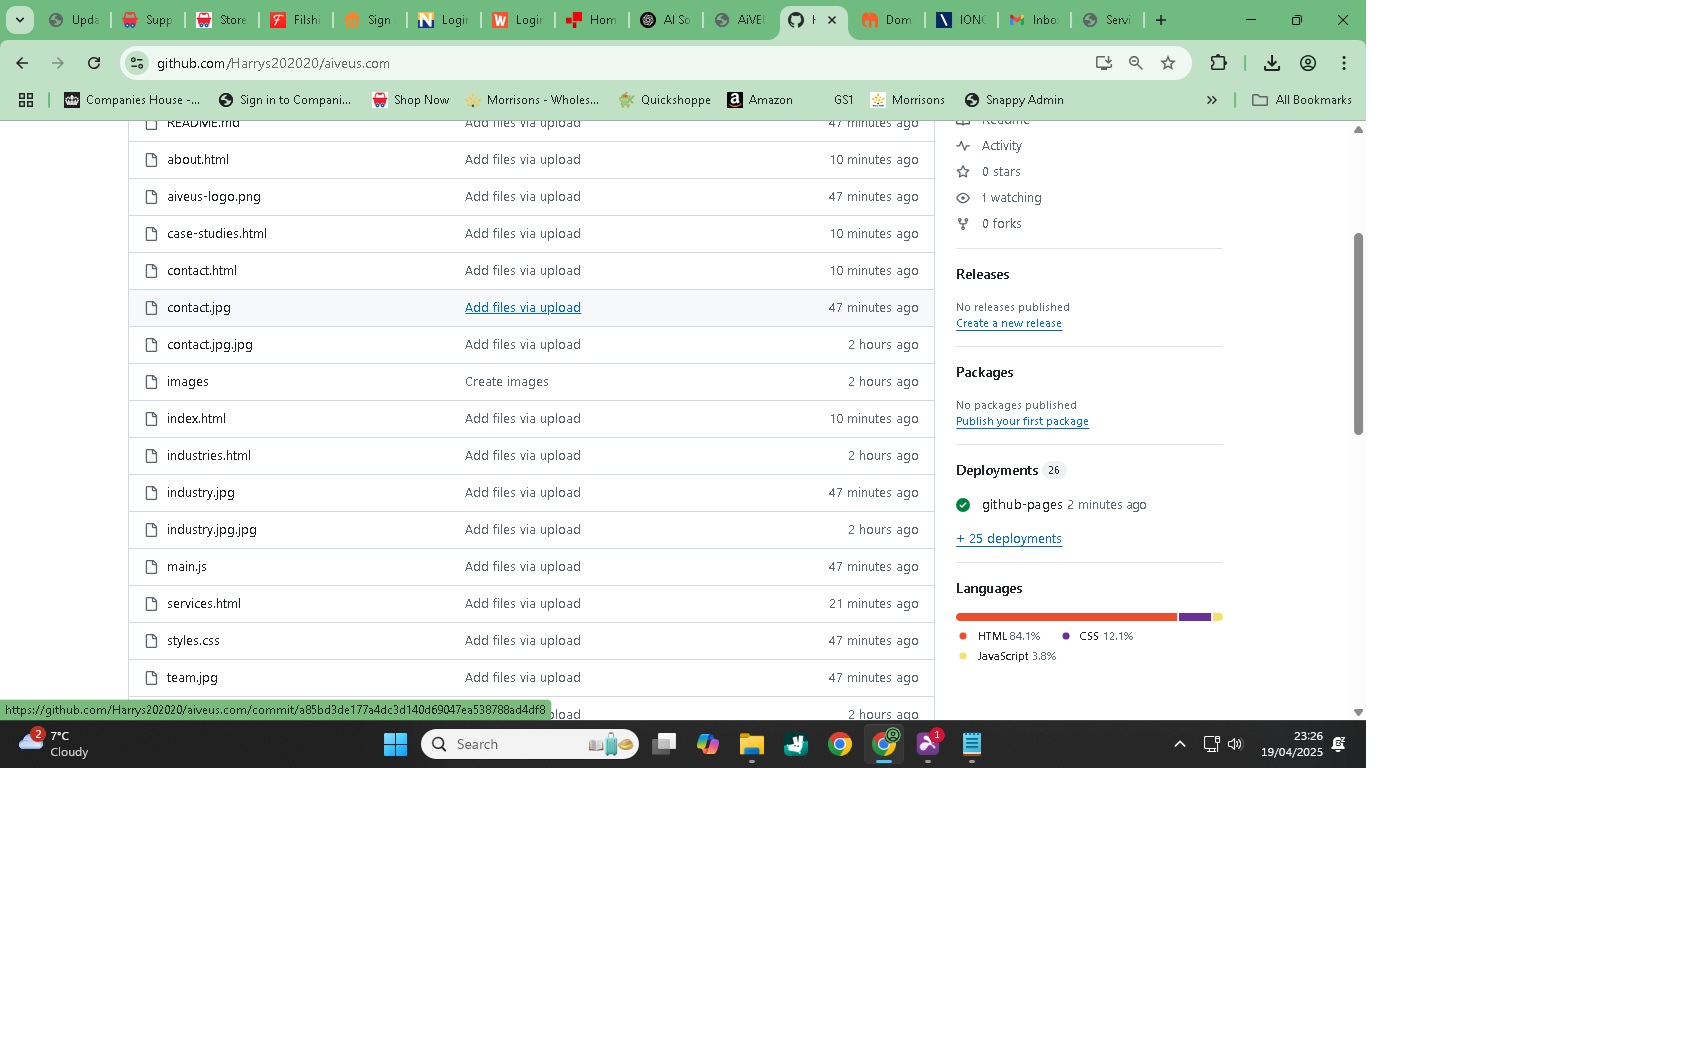 Upda
Supp
Store
Filshi
Sign
Login
Login
Hom
AI So
AiVE
H
Dom
IONO
Inbo
Servi
github.com/Harrys202020/aiveus.com
Companies House -...
Sign in to Compani...
Shop Now
Morrisons - Wholes...
Quickshoppe
Amazon
GS1
Morrisons
Snappy Admin
All Bookmarks
README.md Add files via upload 47 minutes ago
about.html Add files via upload 10 minutes ago
aiveus-logo.png Add files via upload 47 minutes ago
case-studies.html Add files via upload 10 minutes ago
contact.html Add files via upload 10 minutes ago
contact.jpg Add files via upload 47 minutes ago
contact.jpg.jpg Add files via upload 2 hours ago
images Create images 2 hours ago
index.html Add files via upload 10 minutes ago
industries.html Add files via upload 2 hours ago
industry.jpg Add files via upload 47 minutes ago
industry.jpg.jpg Add files via upload 2 hours ago
main.js Add files via upload 47 minutes ago
services.html Add files via upload 21 minutes ago
styles.css Add files via upload 47 minutes ago
team.jpg Add files via upload 47 minutes ago
pload 2 hours ago
Readme
Activity
0 stars
1 watching
0 forks
Releases
No releases published
Create a new release
Packages
No packages published
Publish your first package
Deployments 26
github-pages 2 minutes ago
+ 25 deployments
Languages
HTML 84.1% CSS 12.1%
JavaScript 3.8%
https://github.com/Harrys202020/aiveus.com/commit/a85bd3de177a4dc3d140d69047ea538788ad4df8
2
7°C
Cloudy
Search
1
23:26
19/04/2025